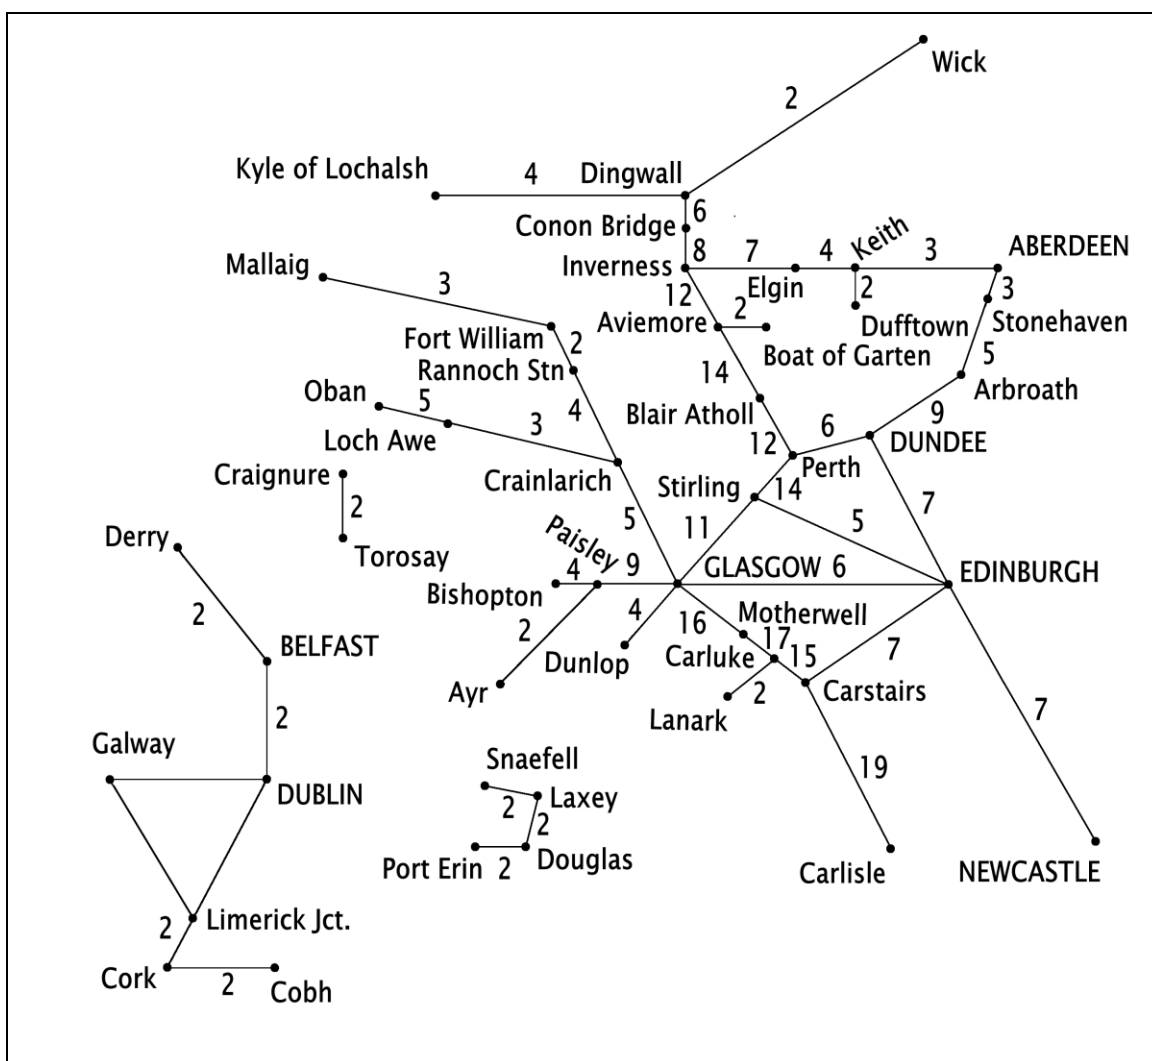 Wick
2
Kyle of Lochalsh
4
Dingwall
6
Conon Bridge
8
Inverness
7
4
Keith
3
ABERDEEN
Mallaig
3
12
Elgin
2
3
Aviemore
2
Dufftown
Stonehaven
Fort William
2
Boat of Garten
5
Rannoch Stn
14
Arbroath
Oban
5
4
Blair Atholl
9
Loch Awe
3
12
6
DUNDEE
Perth
Craignure
Crainlarich
Stirling
14
2
5
11
5
7
Derry
Torosay
Paisley
4
9
GLASGOW
6
EDINBURGH
Bishopton
2
2
4
16
Motherwell
17
BELFAST
Dunlop
Carluke
15
7
Ayr
2
Carstairs
Lanark
2
7
Galway
Snaefell
19
DUBLIN
2
Laxey
2
Port Erin
2
Douglas
Carlisle
NEWCASTLE
2
Limerick Jct.
Cork
2
Cobh